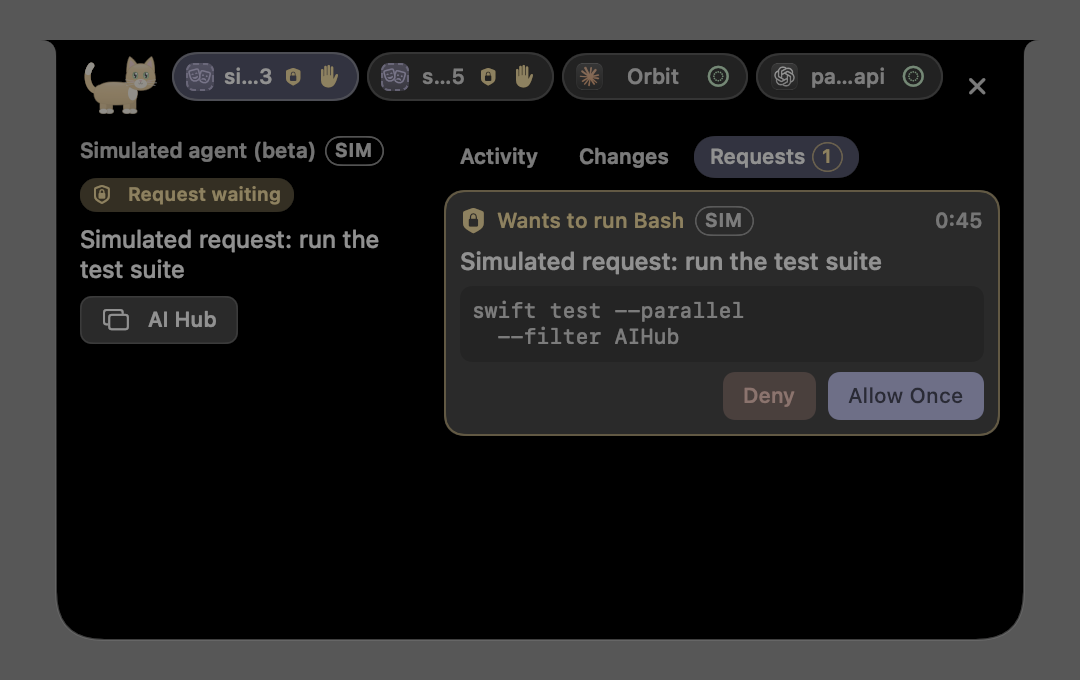 si...3
s...5
Orbit
pa...api
Simulated agent (beta) SIM
Request waiting
Simulated request: run the
test suite
AI Hub
Activity
Changes
Requests 1
Wants to run Bash SIM
0:45
Simulated request: run the test suite
swift test --parallel
--filter AIHub
Deny
Allow Once